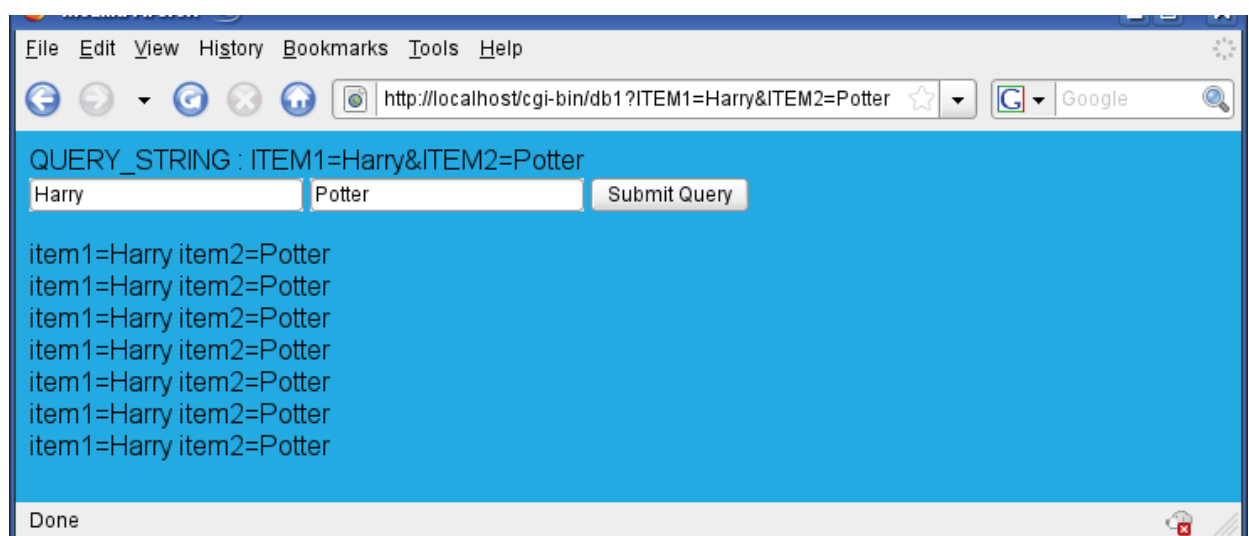 File Edit View History Bookmarks Tools Help
http://localhost/cgi-bin/db1?ITEM1=Harry&ITEM2=Potter G Google
QUERY_STRING : ITEM1=Harry&ITEM2=Potter
Harry Potter Submit Query
item1=Harry item2=Potter
item1=Harry item2=Potter
item1=Harry item2=Potter
item1=Harry item2=Potter
item1=Harry item2=Potter
item1=Harry item2=Potter
item1=Harry item2=Potter
Done